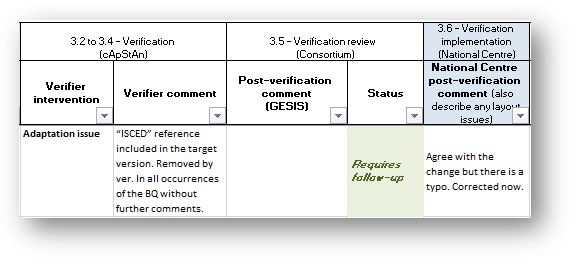 3.2 to 3.4 - Verification
(cApStAn)
3.5 - Verification review
(Consortium)
3.6 - Verification
implementation
(National Centre)
Verifier
intervention
Verifier comment
Post-verification
comment
(GESIS)
Status
National Centre
post-verification
comment (also
describe any layout
issues)
Adaptation issue
“ISCED” reference
included in the target
version. Removed by
ver. In all occurrences
of the BQ without
further comments.
Requires
follow-up
Agree with the
change but there is a
typo. Corrected now.